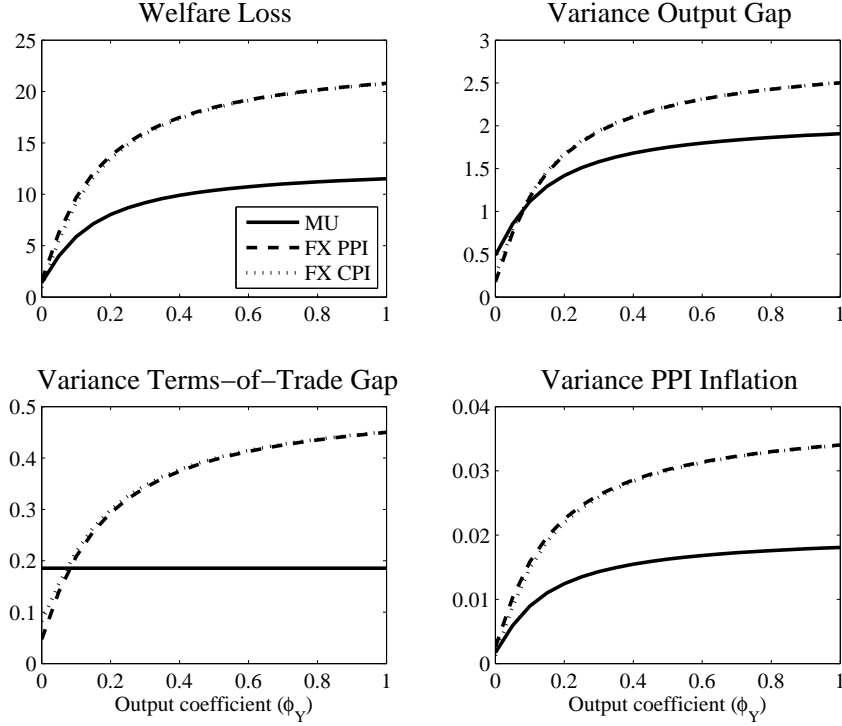 Welfare Loss
25
20
15
10
5
0
0 0.2 0.4 0.6 0.8 1
MU
FX PPI
FX CPI
Variance Output Gap
3
2.5
2
1.5
1
0.5
0
0 0.2 0.4 0.6 0.8 1
Variance Terms−of−Trade Gap
0.5
0.4
0.3
0.2
0.1
0
0 0.2 0.4 0.6 0.8 1
Output coefficient (ϕY)
Variance PPI Inflation
0.04
0.03
0.02
0.01
0
0 0.2 0.4 0.6 0.8 1
Output coefficient (ϕY)